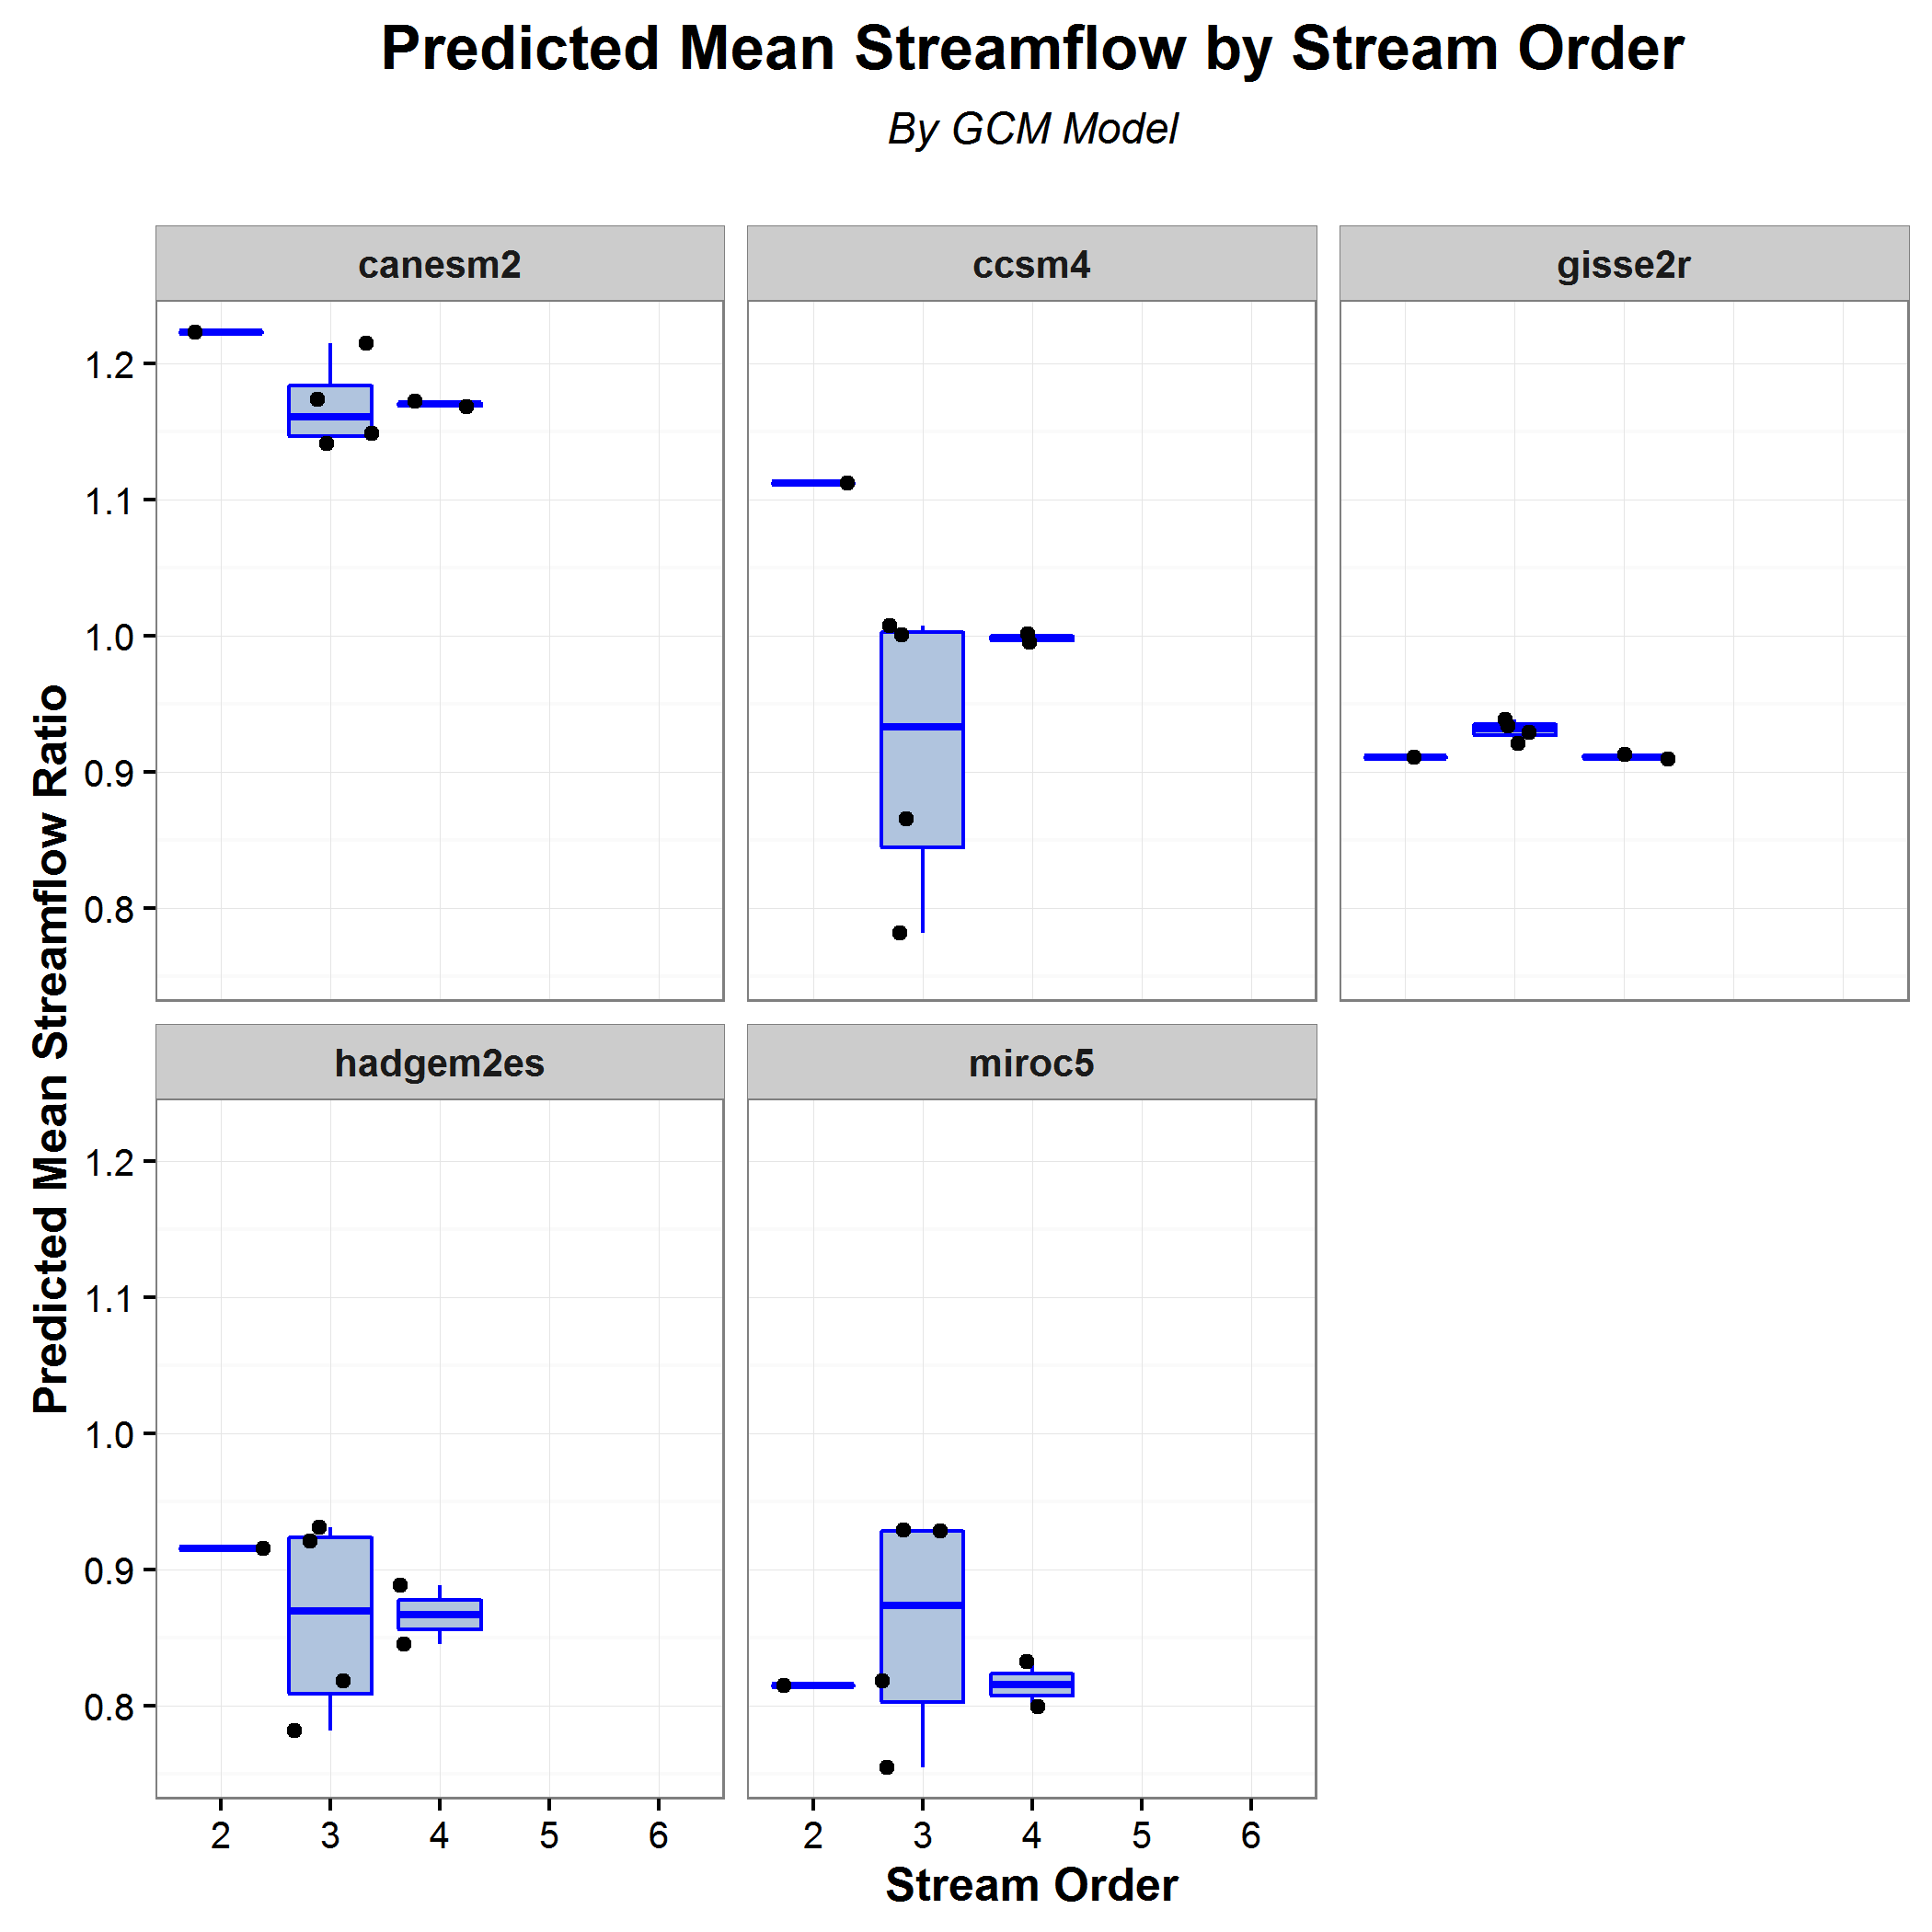 Predicted Mean Streamflow by Stream Order
By GCM Model
canesm2
ccsm4
gisse2r
1.2
1.1
1.0
0.9
0.8
Predicted Mean Streamflow Ratio
hadgem2es
miroc5
1.2
1.1
1.0
0.9
0.8
2 3 4 5 6
2 3 4 5 6
Stream Order